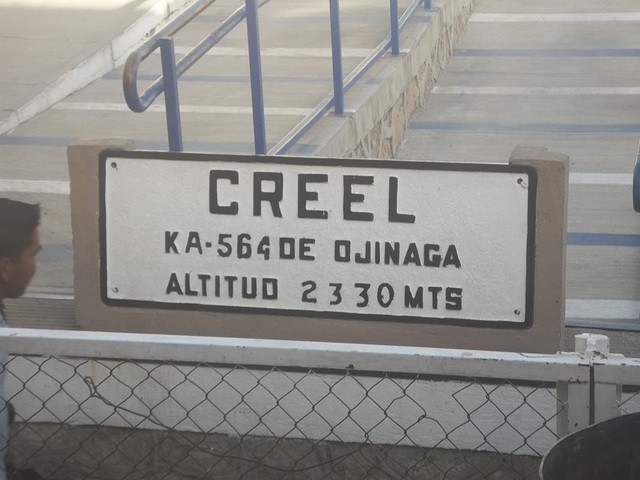 CREEL
KA-564 DE OJINAGA
ALTITUD 2330 MTS